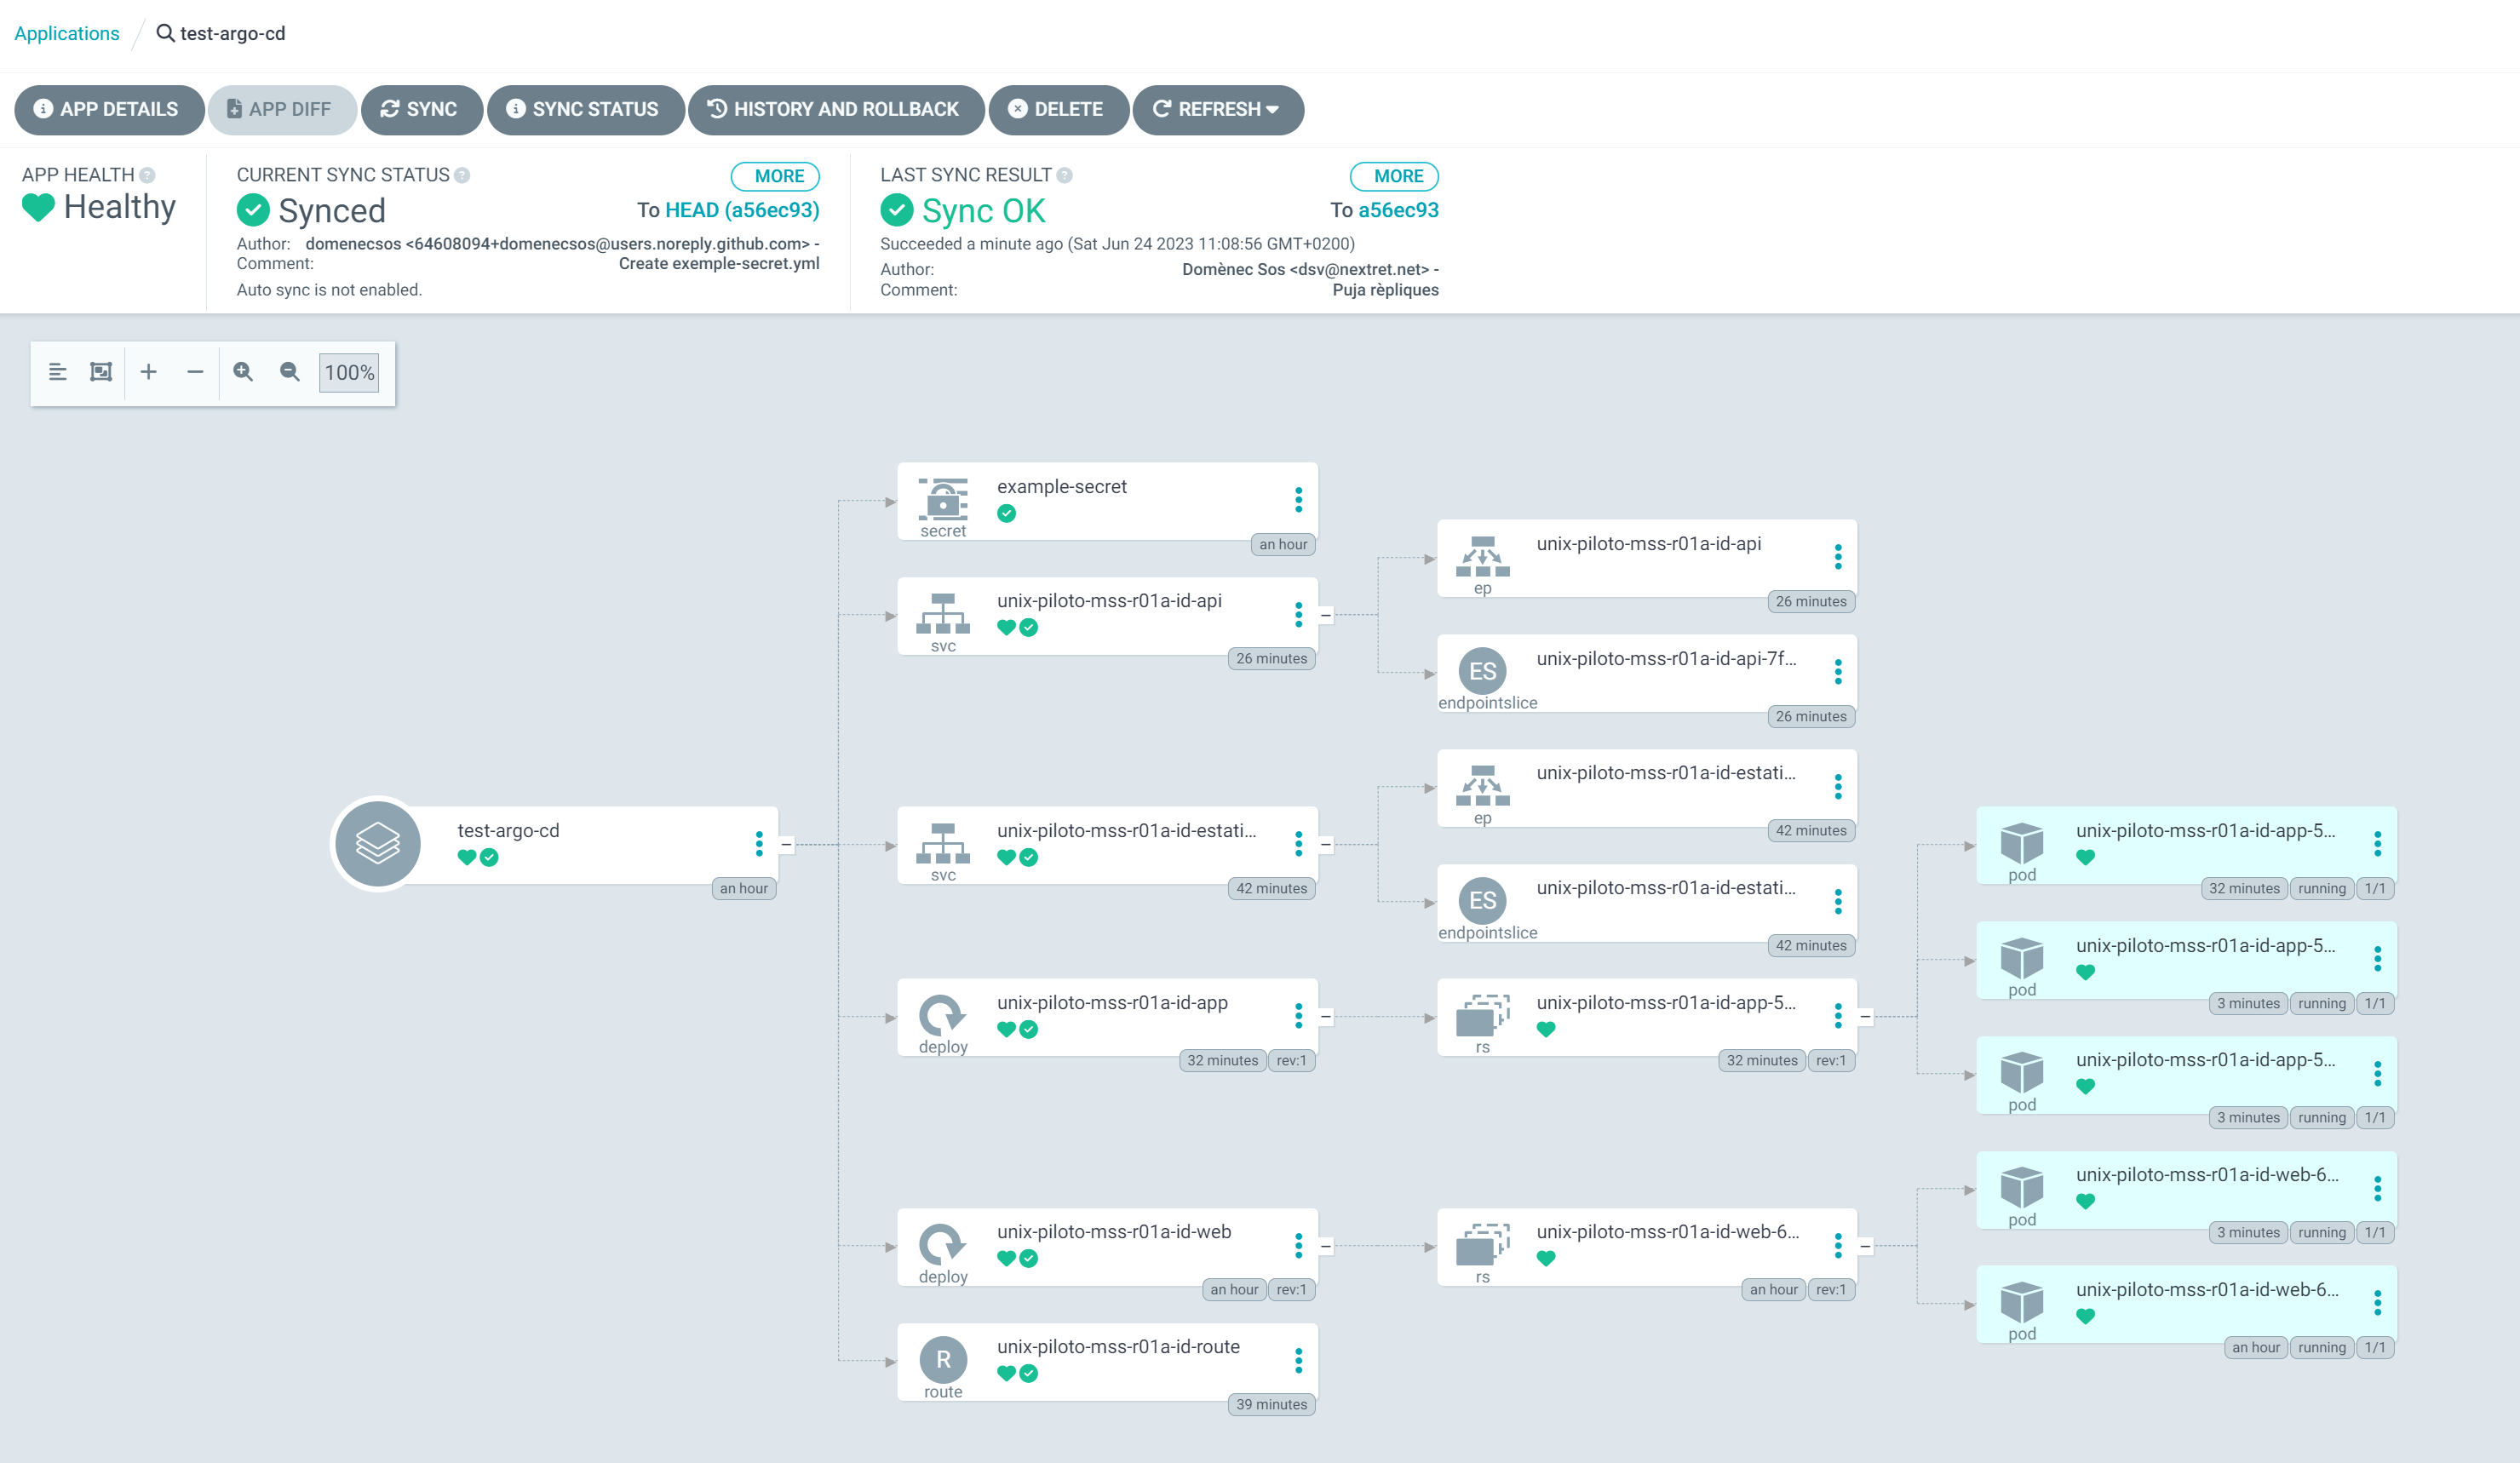 Applications / test-argo-cd
APP DETAILS APP DIFF SYNC SYNC STATUS HISTORY AND ROLLBACK DELETE REFRESH
APP HEALTH
Healthy
CURRENT SYNC STATUS MORE
Synced To HEAD (a56ec93)
Author: domenecsos <64608094+domenecsos@users.noreply.github.com> -
Comment: Create exemple-secret.yml
Auto sync is not enabled.
LAST SYNC RESULT MORE
Sync OK To a56ec93
Succeeded a minute ago (Sat Jun 24 2023 11:08:56 GMT+0200)
Author: Domènec Sos <dsv@nextret.net> -
Comment: Puja rèpliques
100%
test-argo-cd
an hour
example-secret
secret
an hour
unix-piloto-mss-r01a-id-api
svc
26 minutes
unix-piloto-mss-r01a-id-estati...
svc
42 minutes
unix-piloto-mss-r01a-id-app
deploy
32 minutes rev:1
unix-piloto-mss-r01a-id-web
deploy
an hour rev:1
R
unix-piloto-mss-r01a-id-route
route
39 minutes
unix-piloto-mss-r01a-id-api
ep
26 minutes
ES
unix-piloto-mss-r01a-id-api-7f...
endpointslice
26 minutes
unix-piloto-mss-r01a-id-estati...
ep
42 minutes
ES
unix-piloto-mss-r01a-id-estati...
endpointslice
42 minutes
unix-piloto-mss-r01a-id-app-5...
rs
32 minutes rev:1
unix-piloto-mss-r01a-id-web-6...
rs
an hour rev:1
unix-piloto-mss-r01a-id-app-5...
pod
32 minutes running 1/1
unix-piloto-mss-r01a-id-app-5...
pod
3 minutes running 1/1
unix-piloto-mss-r01a-id-app-5...
pod
3 minutes running 1/1
unix-piloto-mss-r01a-id-web-6...
pod
3 minutes running 1/1
unix-piloto-mss-r01a-id-web-6...
pod
an hour running 1/1